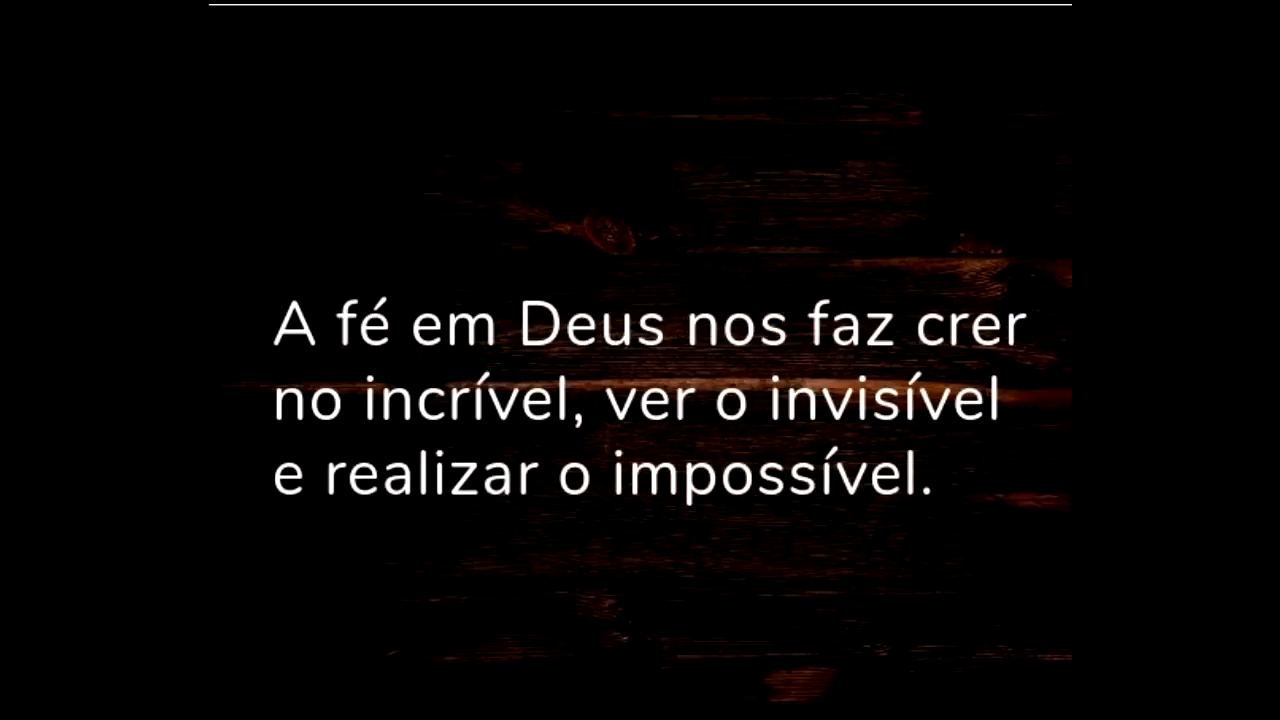 A fé em Deus nos faz crer
no incrível, ver o invisível
e realizar o impossível.